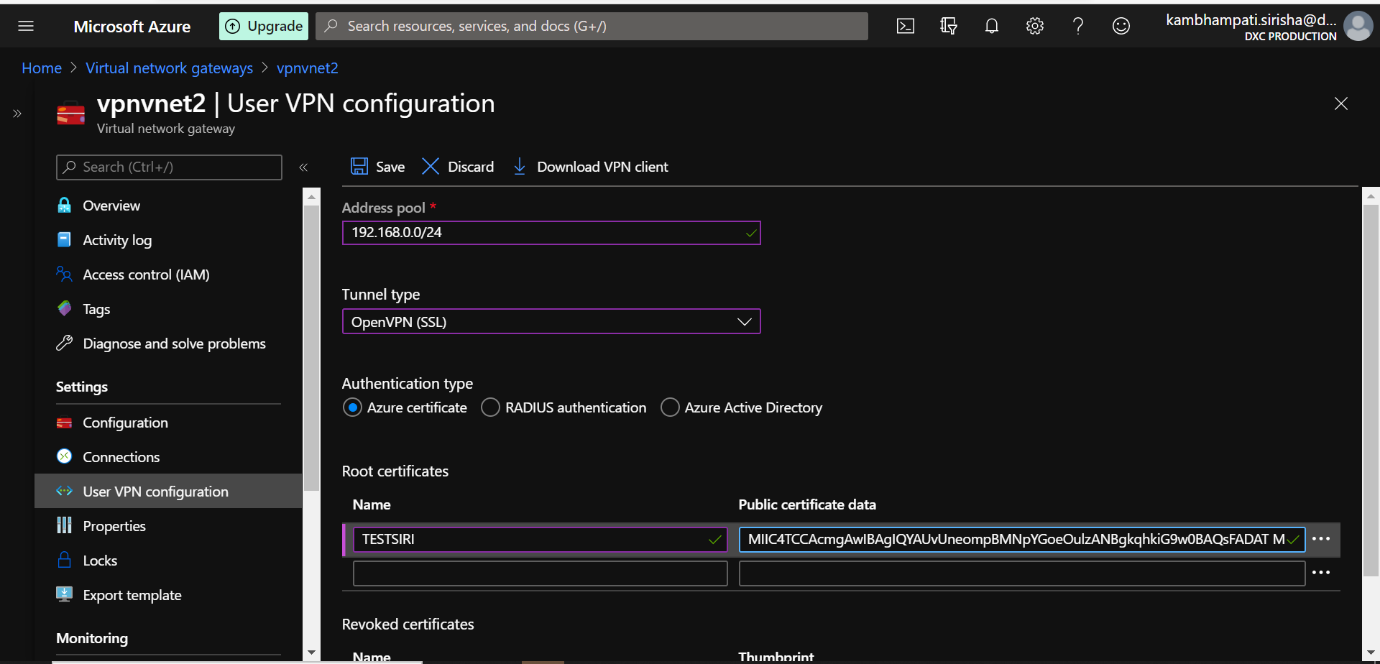 Microsoft Azure
Upgrade
Search resources, services, and docs (G+/)
kambhampati.sirisha@d...
DXC PRODUCTION
Home > Virtual network gateways > vpnvnet2
vpnvnet2 | User VPN configuration
Virtual network gateway
Search (Ctrl+/)
Save
Discard
Download VPN client
Overview
Activity log
Access control (IAM)
Tags
Diagnose and solve problems
Settings
Configuration
Connections
User VPN configuration
Properties
Locks
Export template
Monitoring
Address pool *
192.168.0.0/24
Tunnel type
OpenVPN (SSL)
Authentication type
Azure certificate
RADIUS authentication
Azure Active Directory
Root certificates
Name
Public certificate data
TESTSIRI
MIIC4TCCAcmgAwIBAgIQYAUvUneompBMNpYGoeOulzANBgkqhkiG9w0BAQsFADAT M
Revoked certificates
Name
Thumbprint